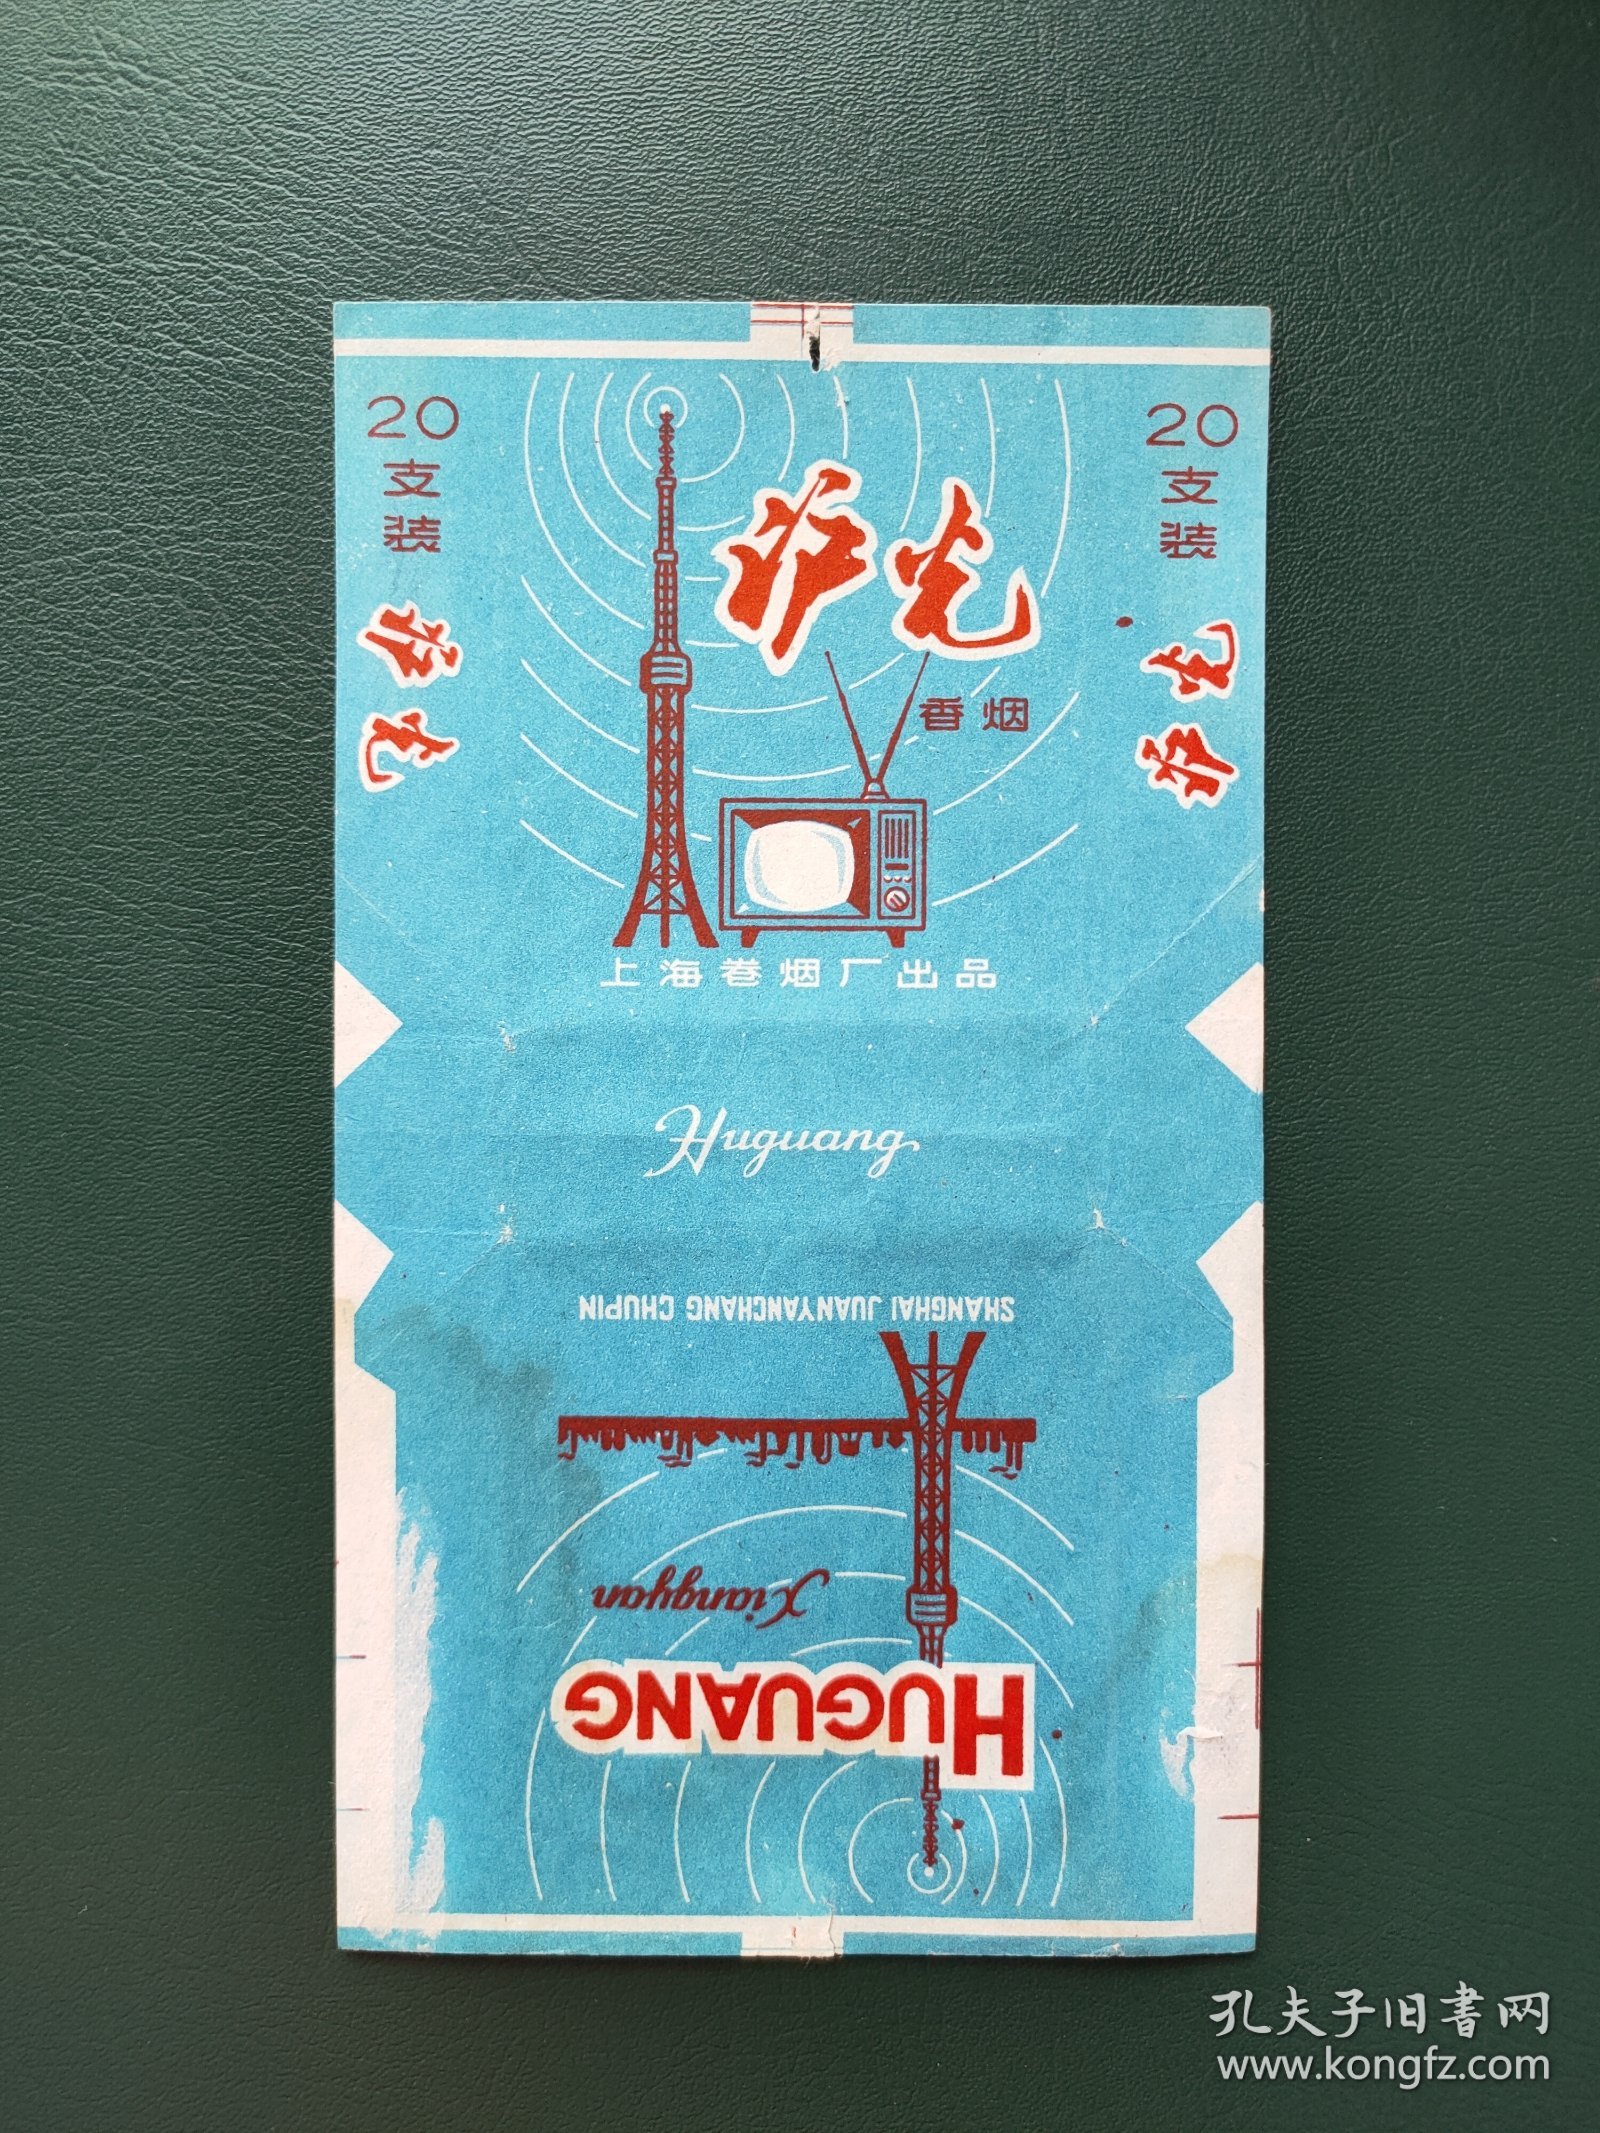 20
支
装
沪光
20
支
装
沪光
沪光
香烟
上海卷烟厂出品
Huguang
SHANGHAI JUANYANCHANG CHUPIN
Xiangyan
HUGUANG
孔夫子旧书网
www.kongfz.com